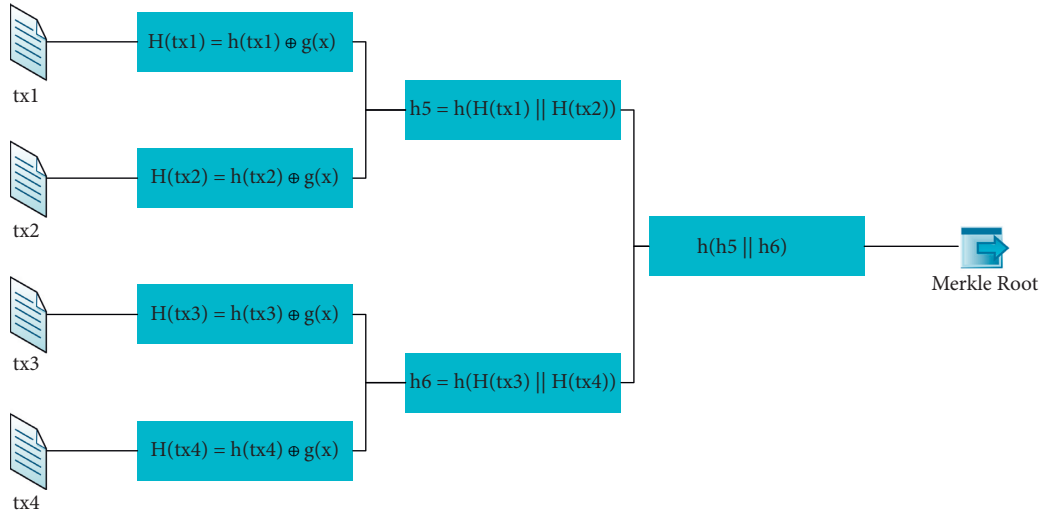 tx1
H(tx1) = h(tx1) ⊕ g(x)
tx2
H(tx2) = h(tx2) ⊕ g(x)
tx3
H(tx3) = h(tx3) ⊕ g(x)
tx4
H(tx4) = h(tx4) ⊕ g(x)
h5 = h(H(tx1) || H(tx2))
h6 = h(H(tx3) || H(tx4))
h(h5 || h6)
Merkle Root